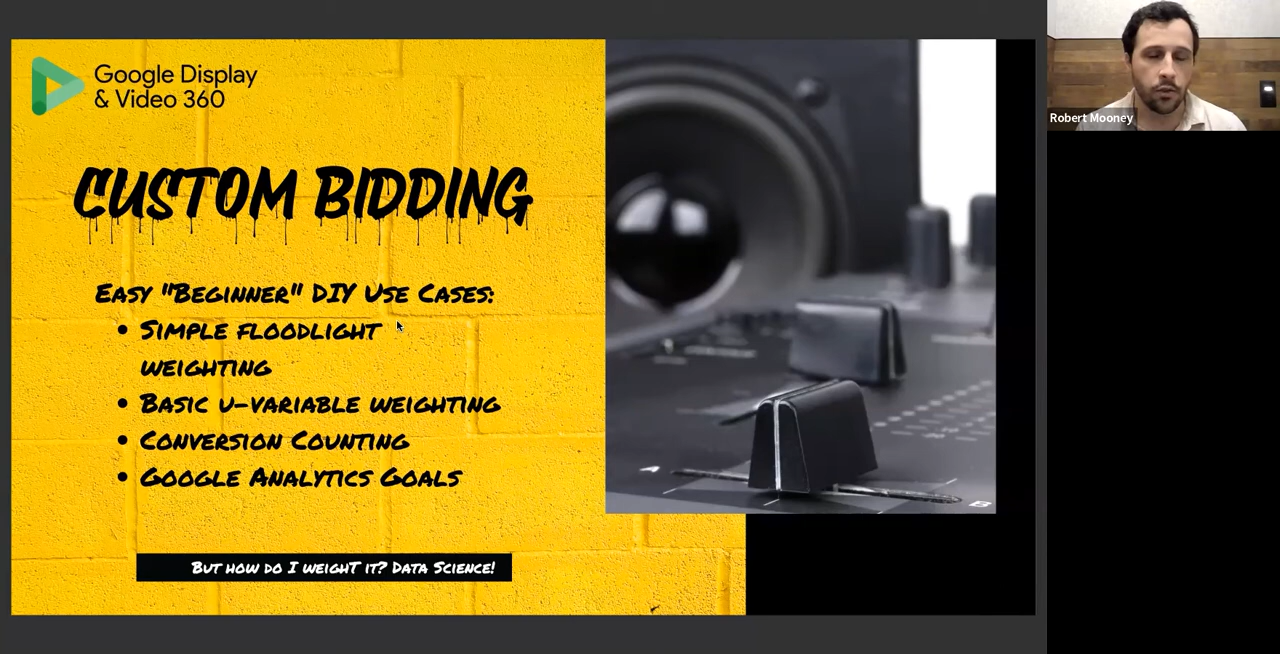 Google Display
& Video 360
CUSTOM BIDDING
EASY "BEGINNER" DIY USE CASES:
• SIMPLE FLOODLIGHT
WEIGHTING
• BASIC U-VARIABLE WEIGHTING
• CONVERSION COUNTING
• GOOGLE ANALYTICS GOALS
BUT HOW DO I WEIGHT IT? DATA SCIENCE!
Robert Mooney